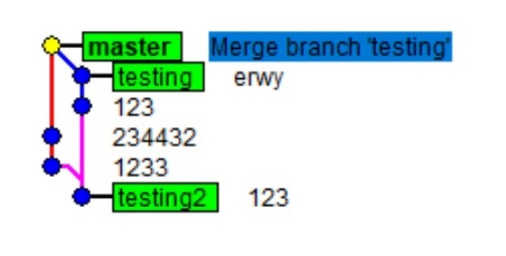 master Merge branch 'testing'
testing erwy
123
234432
1233
testing2 123